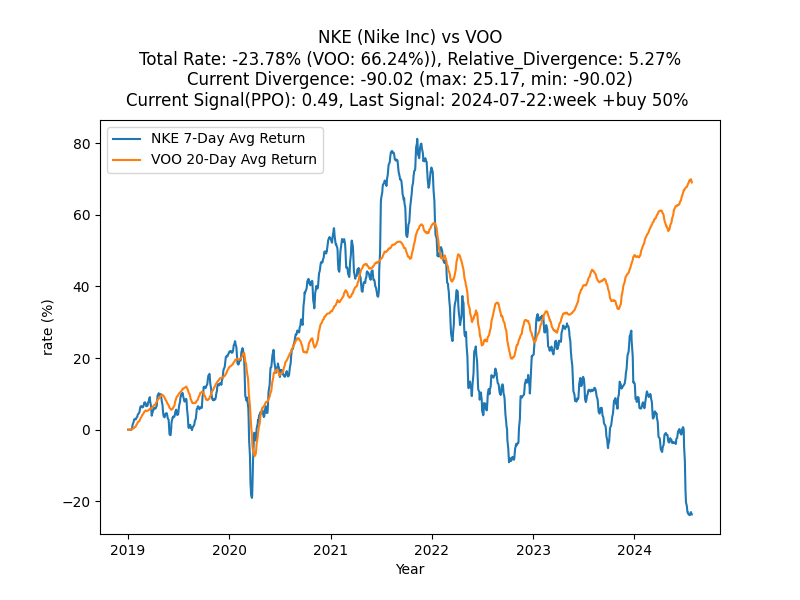 NKE (Nike Inc) vs VOO
Total Rate: -23.78% (VOO: 66.24%)), Relative_Divergence: 5.27%
Current Divergence: -90.02 (max: 25.17, min: -90.02)
Current Signal(PPO): 0.49, Last Signal: 2024-07-22:week +buy 50%
NKE 7-Day Avg Return
VOO 20-Day Avg Return
80
60
40
20
0
−20
rate (%)
2019 2020 2021 2022 2023 2024
Year